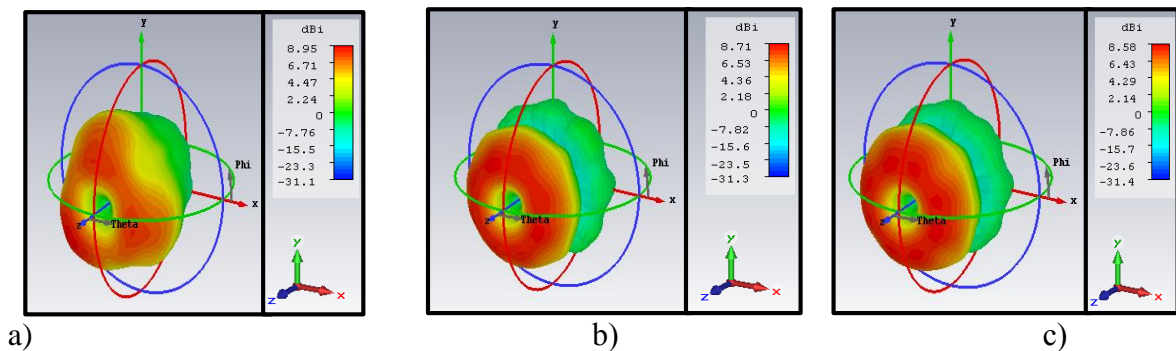 y
Phi
x
z
Theta
dBi
8.95
6.71
4.47
2.24
0
-7.76
-15.5
-23.3
-31.1
y
z
x
y
Phi
x
z
Theta
dBi
8.71
6.53
4.36
2.18
0
-7.82
-15.6
-23.5
-31.3
y
z
x
y
Phi
x
z
Theta
dBi
8.58
6.43
4.29
2.14
0
-7.86
-15.7
-23.6
-31.4
y
z
x
a)
b)
c)